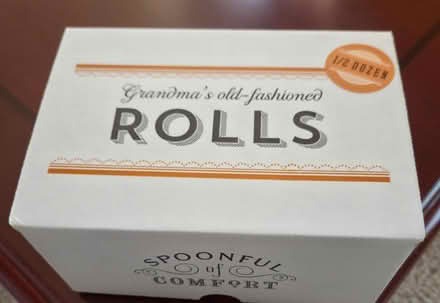 1/2 DOZEN
Grandma's old-fashioned
ROLLS
SPOONFUL
of
COMFORT